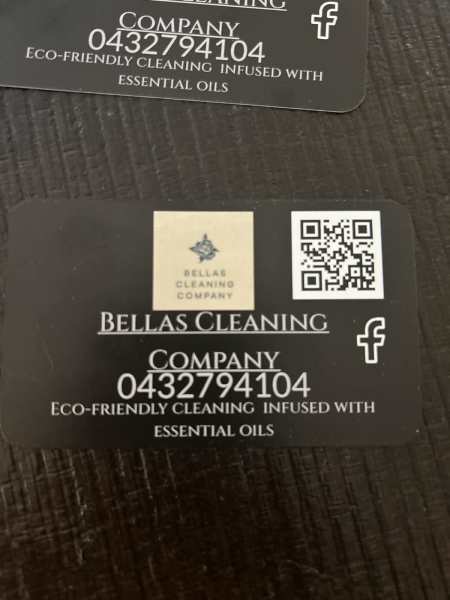 CLEANING
COMPANY
0432794104
ECO-FRIENDLY CLEANING INFUSED WITH
ESSENTIAL OILS
BELLAS
CLEANING
COMPANY
BELLAS CLEANING
COMPANY
0432794104
ECO-FRIENDLY CLEANING INFUSED WITH
ESSENTIAL OILS